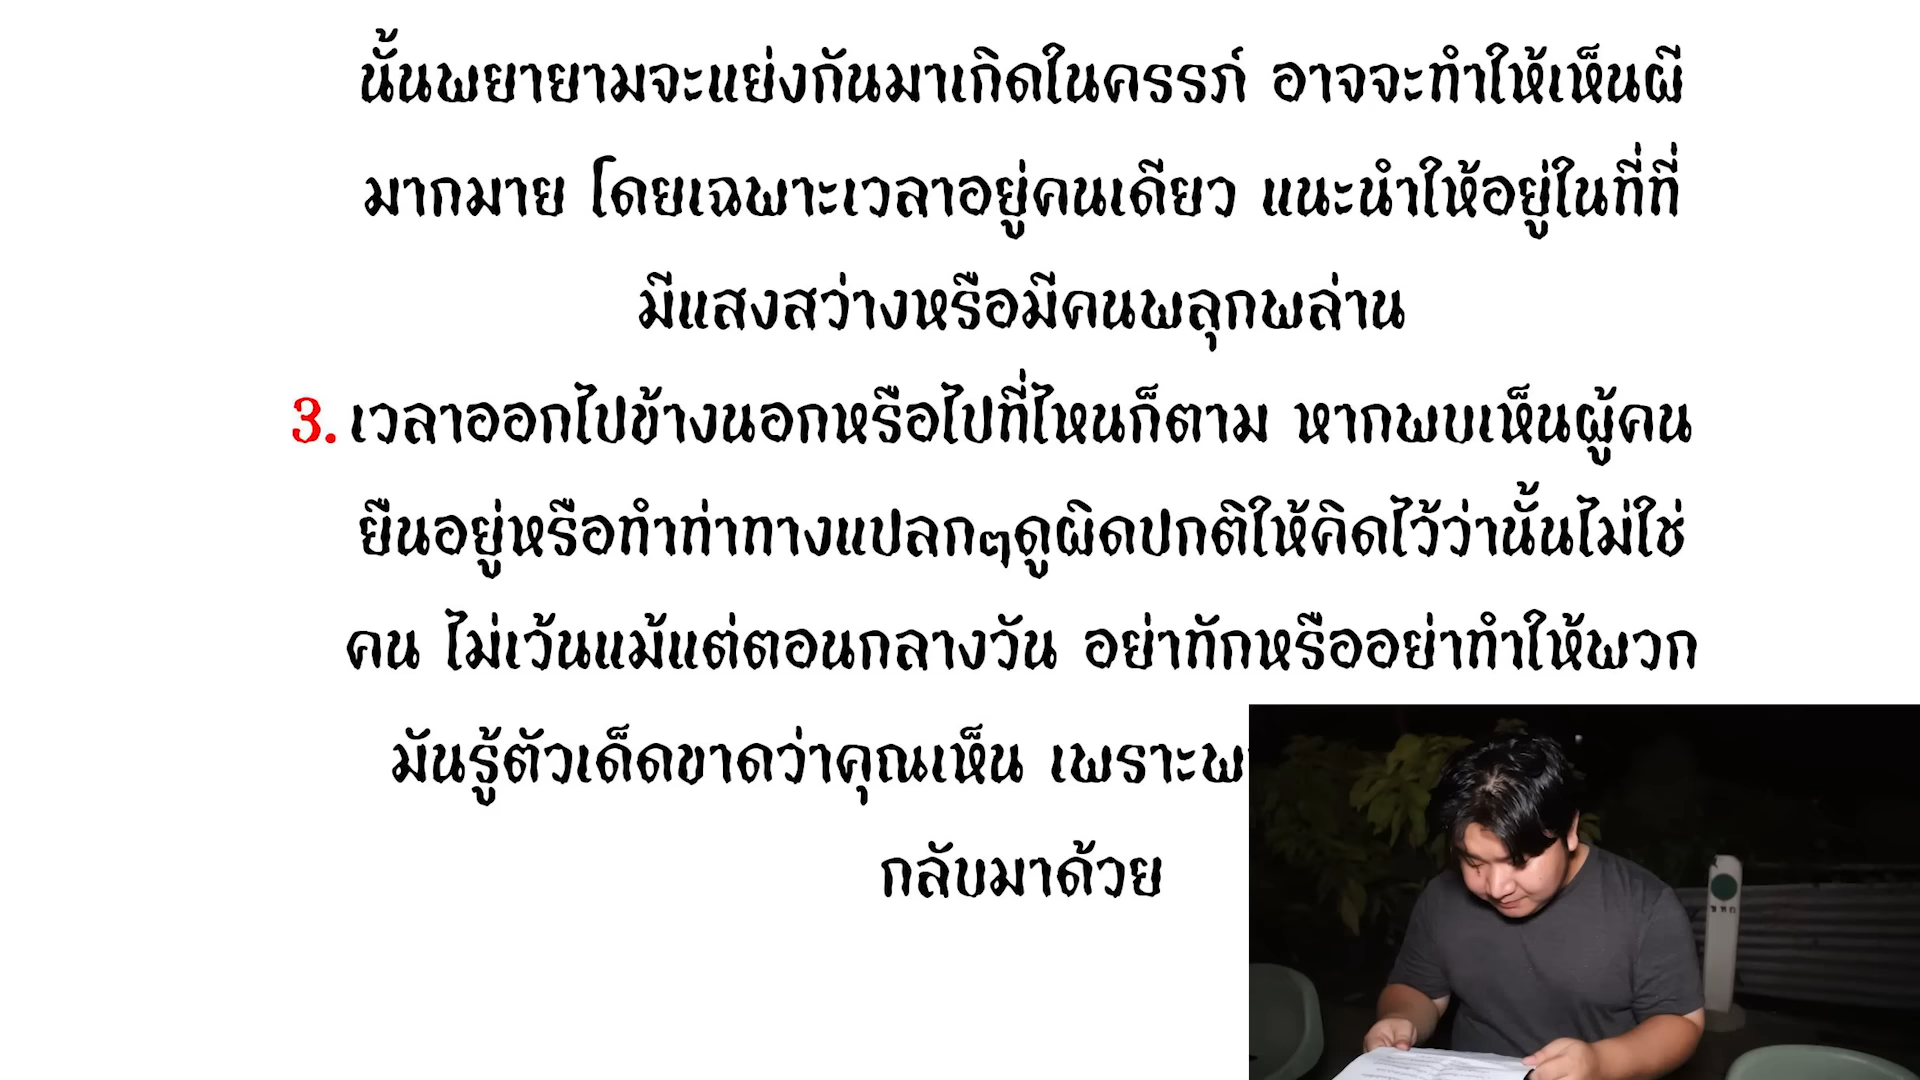 นั้นพยายามจะแย่งกันมาเกิดในครรภ์ อาจจะทำให้เห็นผี
มากมาย โดยเฉพาะเวลาอยู่คนเดียว แนะนำให้อยู่ในที่ที่
มีแสงสว่างหรือมีคนพลุกพล่าน
3. เวลาออกไปข้างนอกหรือไปที่ไหนก็ตาม หากพบเห็นผู้คน
ยืนอยู่หรือทำท่าทางแปลกๆดูผิดปกติให้คิดไว้ว่านั้นไม่ใช่
คน ไม่เว้นแม้แต่ตอนกลางวัน อย่าทักหรืออย่าทำให้พวก
มันรู้ตัวเด็ดขาดว่าคุณเห็น เพราะ
กลับมาด้วย